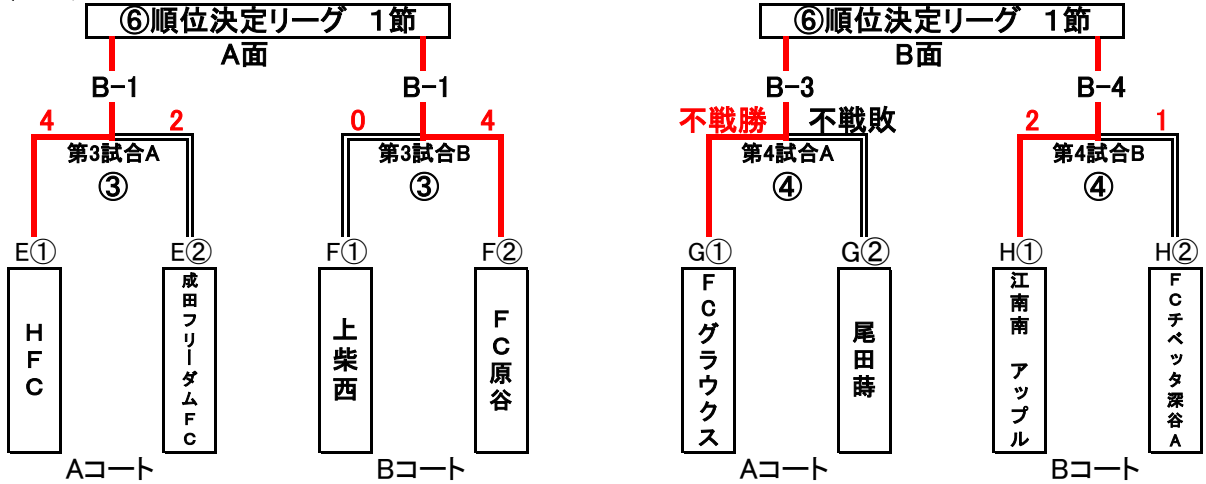 ⑥順位決定リーグ 1節
A面
B-1
B-1
4
2
0
4
第3試合A
③
第3試合B
③
E①
E②
F①
F②
HFC
成田フリーダムFC
上柴西
FC原谷
Aコート
Bコート
⑥順位決定リーグ 1節
B面
B-3
B-4
不戦勝
不戦敗
2
1
第4試合A
④
第4試合B
④
G①
G②
H①
H②
FCグラウクス
尾田蒔
江南南 アップル
FCチベッタ深谷A
Aコート
Bコート